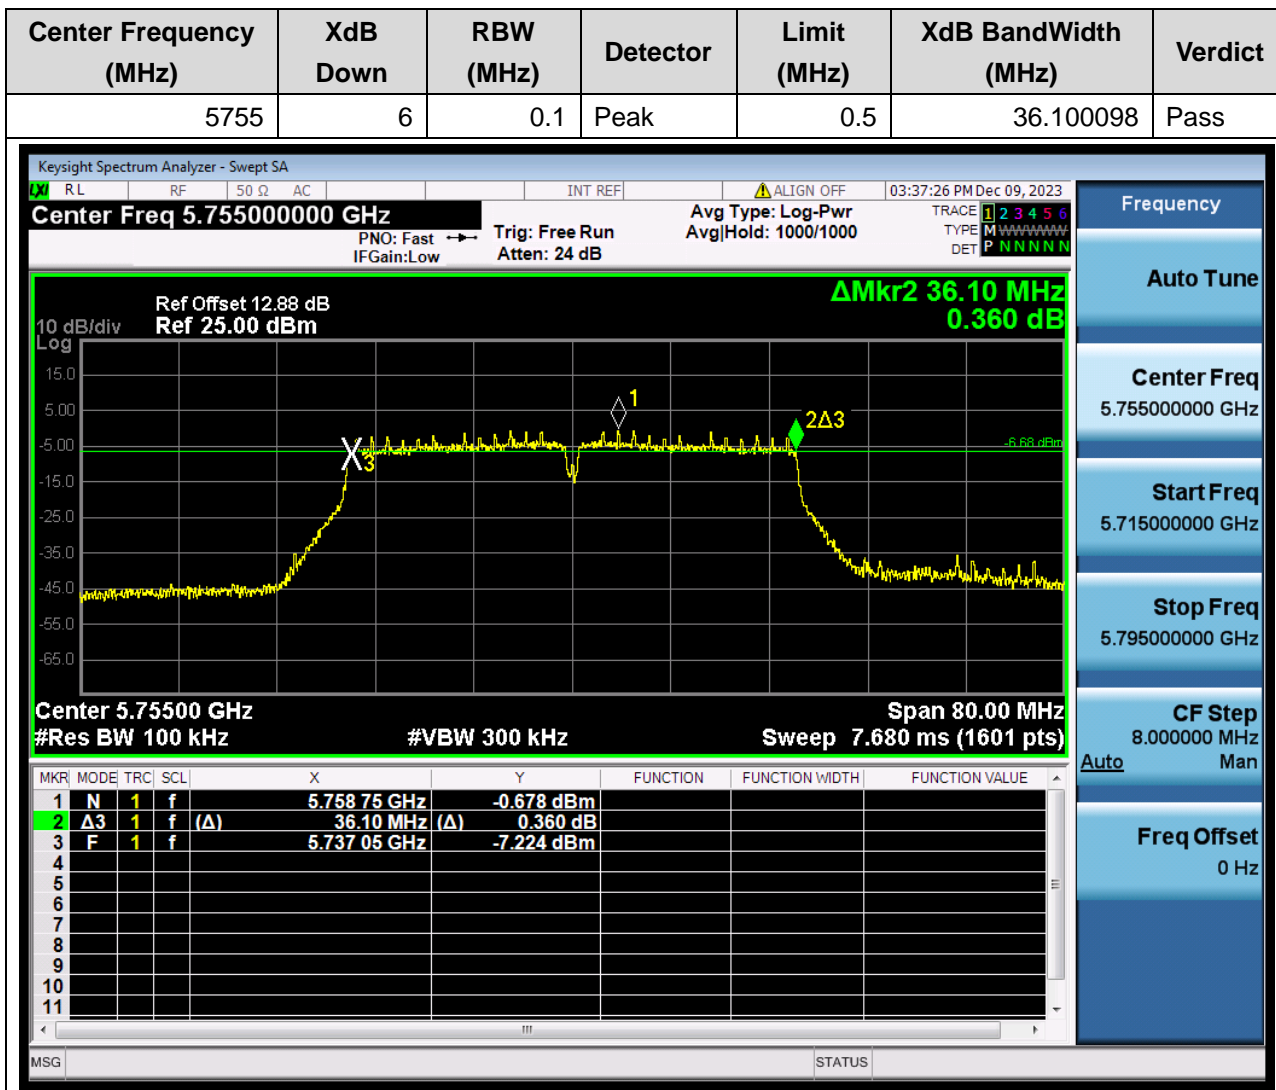 Center Frequency (MHz) XdB Down RBW (MHz) Detector Limit (MHz) XdB BandWidth (MHz) Verdict
5755 6 0.1 Peak 0.5 36.100098 Pass
Keysight Spectrum Analyzer - Swept SA
LXI RL RF 50 Ω AC INT REF ALIGN OFF 03:37:26 PM Dec 09, 2023
Center Freq 5.755000000 GHz
PNO: Fast
IFGain:Low
Trig: Free Run
Atten: 24 dB
Avg Type: Log-Pwr
Avg|Hold: 1000/1000
TRACE 1 2 3 4 5 6
TYPE M WWWWW
DET P N N N N N
Ref Offset 12.88 dB
10 dB/div Ref 25.00 dBm
Log
ΔMkr2 36.10 MHz
0.360 dB
15.0
5.00
-5.00
-15.0
-25.0
-35.0
-45.0
-55.0
-65.0
1
2Δ3
3
-6.68 dBm
Center 5.75500 GHz Span 80.00 MHz
#Res BW 100 kHz #VBW 300 kHz Sweep 7.680 ms (1601 pts)
MKR MODE TRC SCL X Y FUNCTION FUNCTION WIDTH FUNCTION VALUE
1 N 1 f 5.758 75 GHz -0.678 dBm
2 Δ3 1 f (Δ) 36.10 MHz (Δ) 0.360 dB
3 F 1 f 5.737 05 GHz -7.224 dBm
4
5
6
7
8
9
10
11
MSG STATUS
Frequency
Auto Tune
Center Freq
5.755000000 GHz
Start Freq
5.715000000 GHz
Stop Freq
5.795000000 GHz
CF Step
8.000000 MHz
Auto Man
Freq Offset
0 Hz